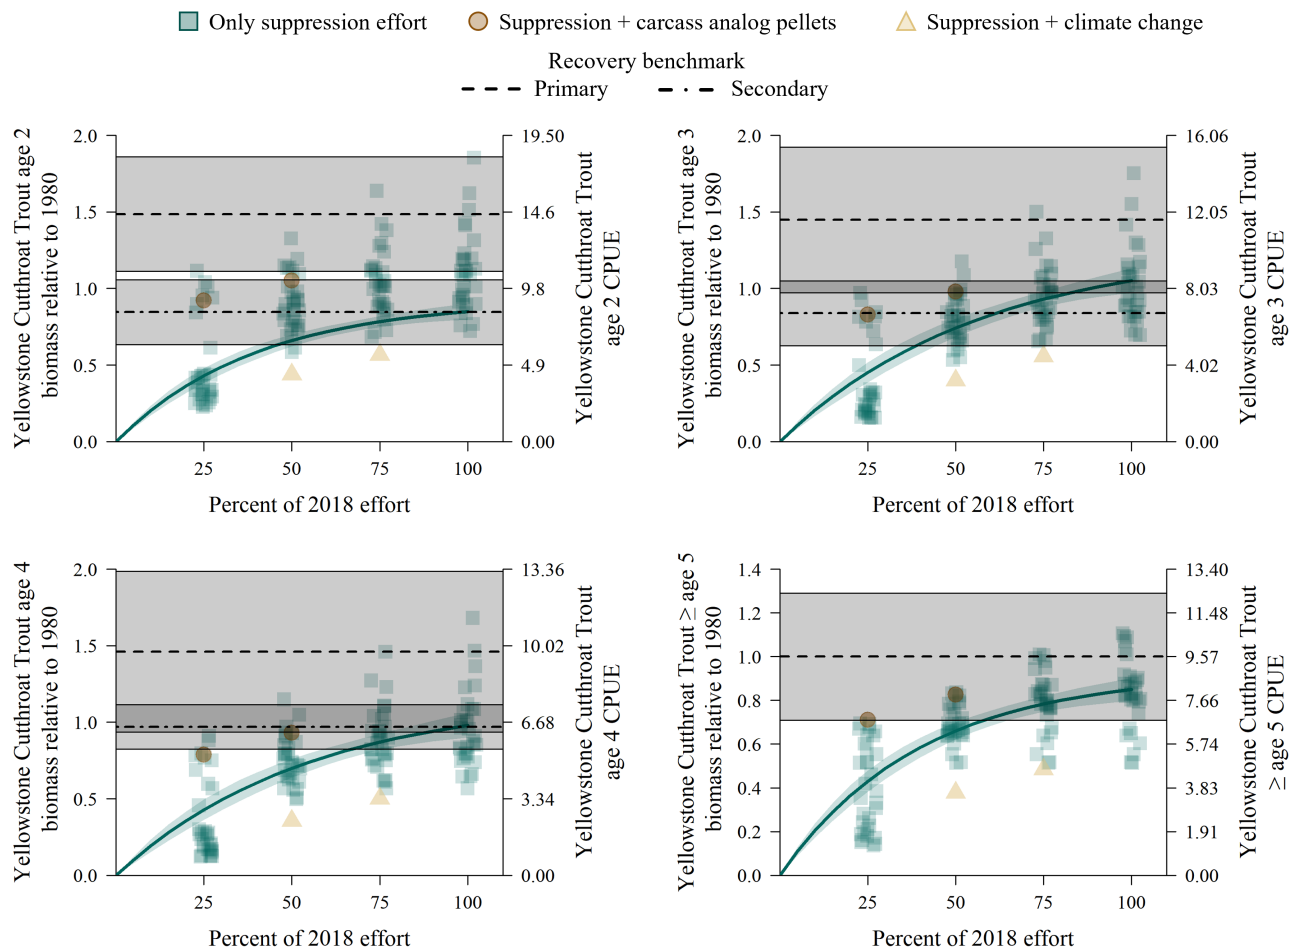 Only suppression effort
Suppression + carcass analog pellets
Suppression + climate change
Recovery benchmark
Primary
Secondary
Yellowstone Cutthroat Trout age 2
biomass relative to 1980
2.0
1.5
1.0
0.5
0.0
19.50
14.6
9.8
4.9
0.00
Yellowstone Cutthroat Trout
age 2 CPUE
25
50
75
100
Percent of 2018 effort
Yellowstone Cutthroat Trout age 3
biomass relative to 1980
2.0
1.5
1.0
0.5
0.0
16.06
12.05
8.03
4.02
0.00
Yellowstone Cutthroat Trout
age 3 CPUE
25
50
75
100
Percent of 2018 effort
Yellowstone Cutthroat Trout age 4
biomass relative to 1980
2.0
1.5
1.0
0.5
0.0
13.36
10.02
6.68
3.34
0.00
Yellowstone Cutthroat Trout
age 4 CPUE
25
50
75
100
Percent of 2018 effort
Yellowstone Cutthroat Trout ≥ age 5
biomass relative to 1980
1.4
1.2
1.0
0.8
0.6
0.4
0.2
0.0
13.40
11.48
9.57
7.66
5.74
3.83
1.91
0.00
Yellowstone Cutthroat Trout
≥ age 5 CPUE
25
50
75
100
Percent of 2018 effort